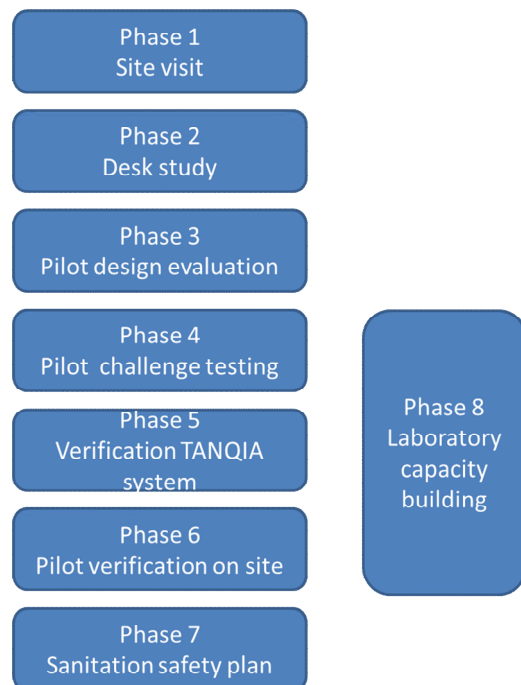 Phase 1
Site visit
Phase 2
Desk study
Phase 3
Pilot design evaluation
Phase 4
Pilot challenge testing
Phase 5
Verification TANQIA
system
Phase 6
Pilot verification on site
Phase 7
Sanitation safety plan
Phase 8
Laboratory
capacity
building